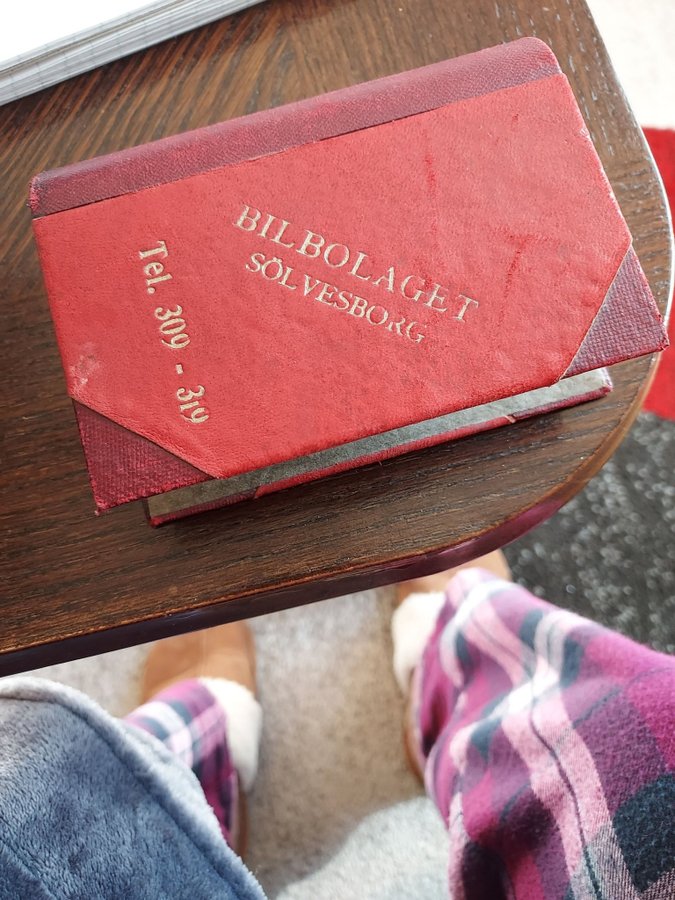 BILBOLAGET
SÖLVESBORG
Tel. 309 - 319